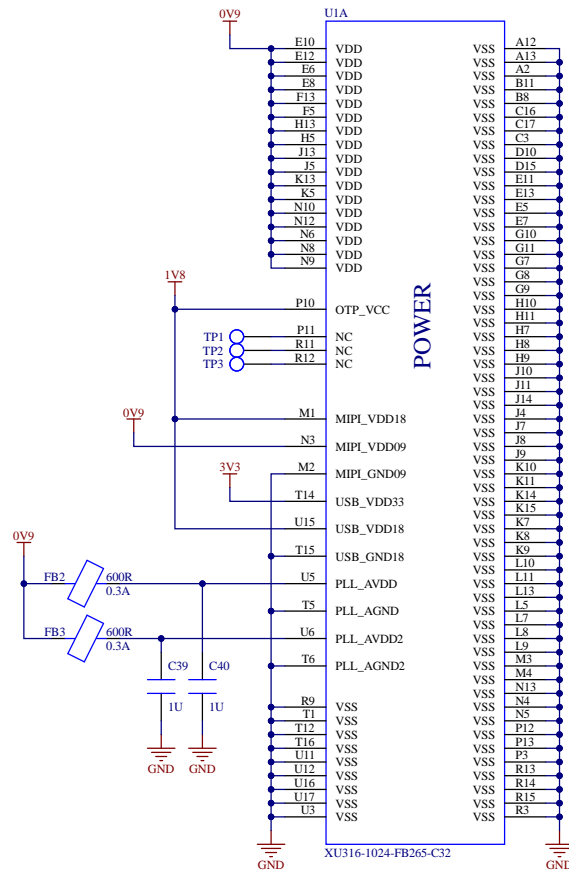 0V9
U1A
E10 VDD VSS A12
E12 VDD VSS A13
E6 VDD VSS A2
E8 VDD VSS B11
F13 VDD VSS B8
F5 VDD VSS C16
H13 VDD VSS C17
H5 VDD VSS C3
J13 VDD VSS D10
J5 VDD VSS D15
K13 VDD VSS E11
K5 VDD VSS E13
N10 VDD VSS E5
N12 VDD VSS E7
N6 VDD VSS G10
N8 VDD VSS G11
N9 VDD VSS G7
VSS G8
1V8
VSS G9
P10 OTP_VCC VSS H10
POWER
VSS H11
TP1 P11 NC VSS H7
TP2 R11 NC VSS H8
TP3 R12 NC VSS H9
VSS J10
VSS J11
VSS J14
0V9
M1 MIPI_VDD18 VSS J4
VSS J7
N3 MIPI_VDD09 VSS J8
VSS J9
3V3
M2 MIPI_GND09 VSS K10
VSS K11
T14 USB_VDD33 VSS K14
VSS K15
U15 USB_VDD18 VSS K7
0V9
VSS K8
T15 USB_GND18 VSS K9
VSS L10
FB2 600R U5 PLL_AVDD VSS L11
0.3A
VSS L13
T5 PLL_AGND VSS L5
VSS L7
FB3 600R U6 PLL_AVDD2 VSS L8
0.3A
VSS L9
C39 C40 T6 PLL_AGND2 VSS M3
VSS M4
VSS N13
1U 1U R9 VSS VSS N4
T1 VSS VSS N5
T12 VSS VSS P12
T16 VSS VSS P13
U11 VSS VSS P3
GND GND
U12 VSS VSS R13
U16 VSS VSS R14
U17 VSS VSS R15
U3 VSS VSS R3
XU316-1024-FB265-C32
GND GND